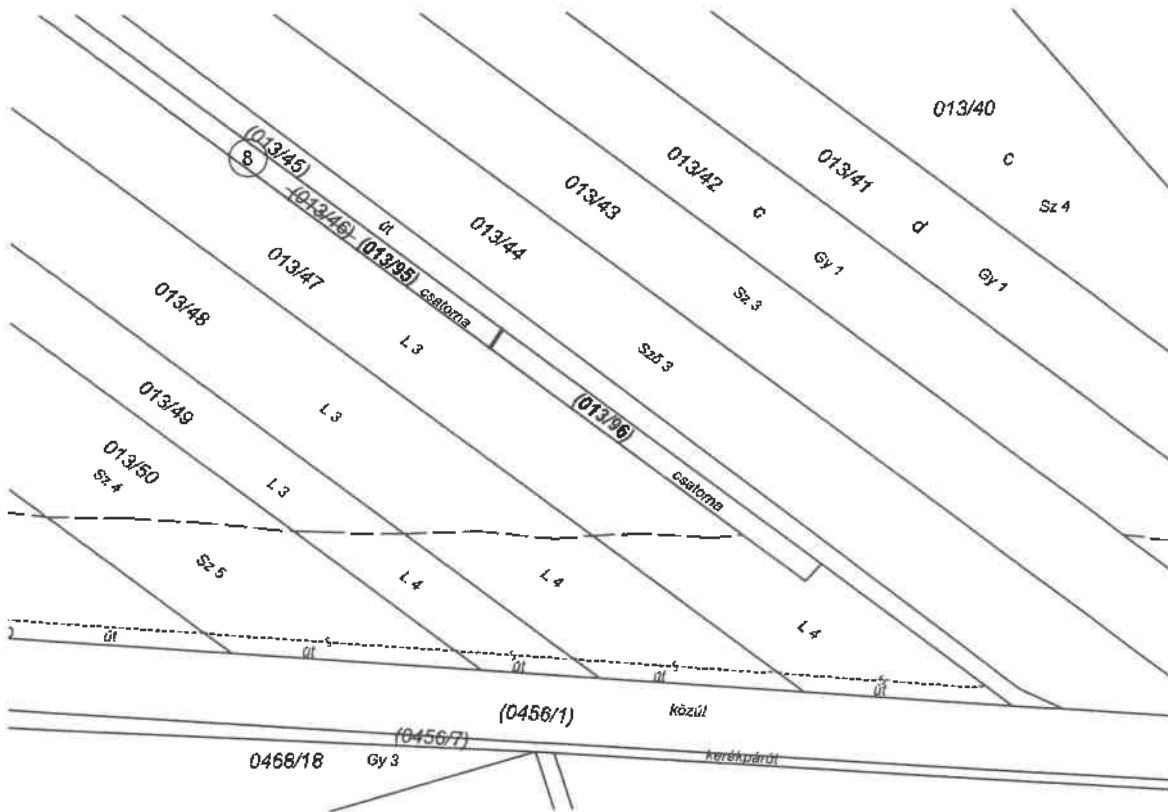 013/40
c
Sz 4
013/41
d
Gy 1
013/42
c
Gy 1
013/43
Sz 3
013/44
Sző 3
(013/45)
út
8
(013/46)
(013/95)
csatorna
(013/96)
csatorna
013/47
L 3
L 4
013/48
L 3
L 4
013/49
L 3
L 4
013/50
Sz 4
Sz 5
út
út
út
út
út
(0456/1)
közúl
(0456/7)
kerékpárút
0468/18
Gy 3